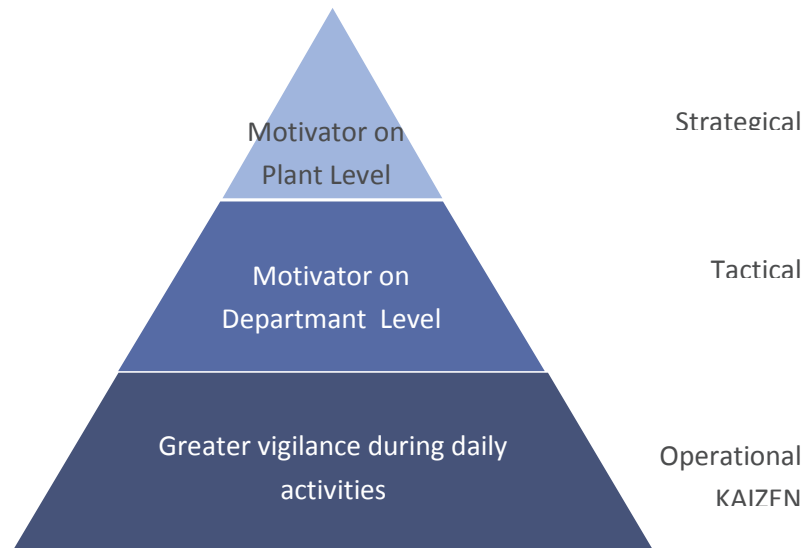 Motivator on
Plant Level
Strategical
Motivator on
Departmant Level
Tactical
Greater vigilance during daily
activities
Operational
KAIZEN